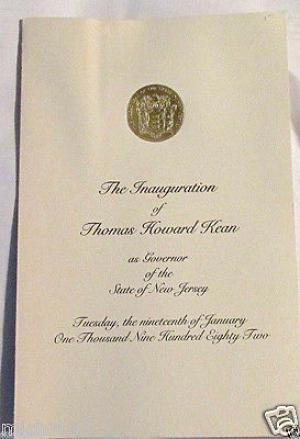 The Inauguration
of
Thomas Howard Kean
as Governor
of the
State of New Jersey
Tuesday, the nineteenth of January
One Thousand Nine Hundred Eighty Two